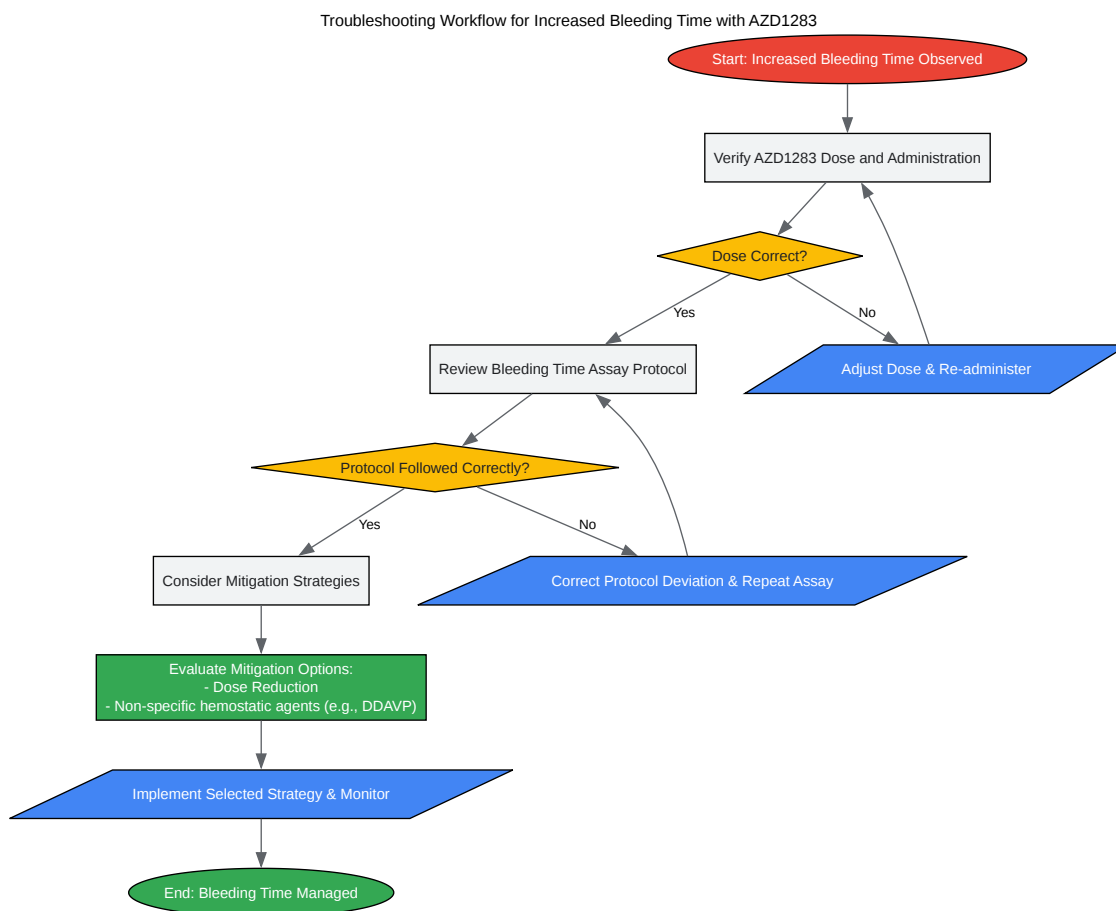 Troubleshooting Workflow for Increased Bleeding Time with AZD1283
Start: Increased Bleeding Time Observed
Verify AZD1283 Dose and Administration
Dose Correct?
Yes
No
Review Bleeding Time Assay Protocol
Adjust Dose & Re-administer
Protocol Followed Correctly?
Yes
No
Consider Mitigation Strategies
Correct Protocol Deviation & Repeat Assay
Evaluate Mitigation Options:
- Dose Reduction
- Non-specific hemostatic agents (e.g., DDAVP)
Implement Selected Strategy & Monitor
End: Bleeding Time Managed